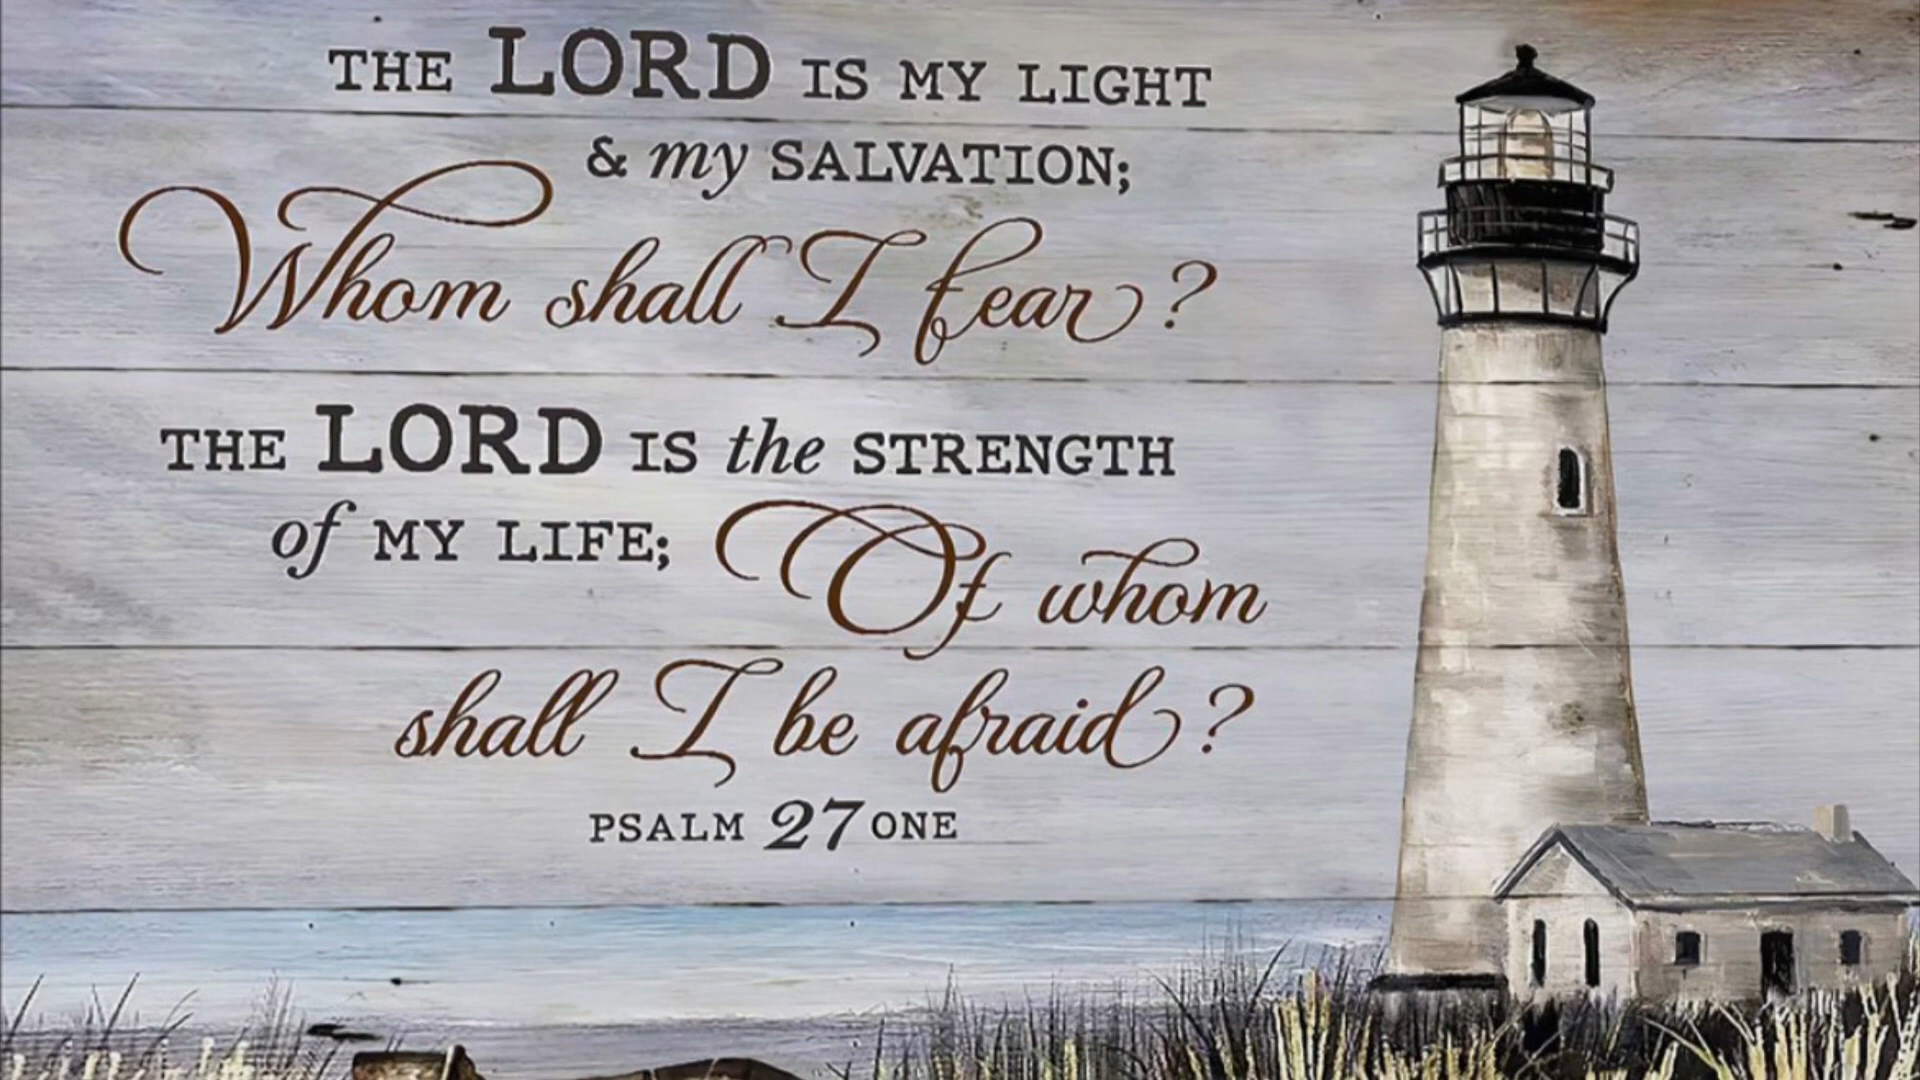 THE LORD IS MY LIGHT
& my SALVATION;
Whom shall I fear?
THE LORD IS the STRENGTH
of MY LIFE; Of whom
shall I be afraid?
PSALM 27 ONE